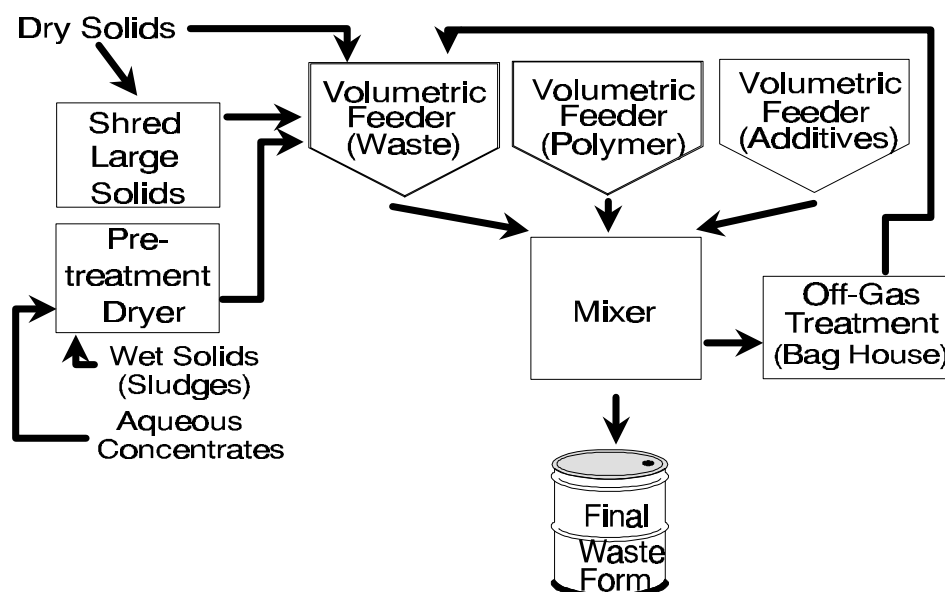 Dry Solids
Shred
Large
Solids
Pre-
treatment
Dryer
Wet Solids
(Sludges)
Aqueous
Concentrates
Volumetric
Feeder
(Waste)
Volumetric
Feeder
(Polymer)
Volumetric
Feeder
(Additives)
Mixer
Off-Gas
Treatment
(Bag House)
Final
Waste
Form